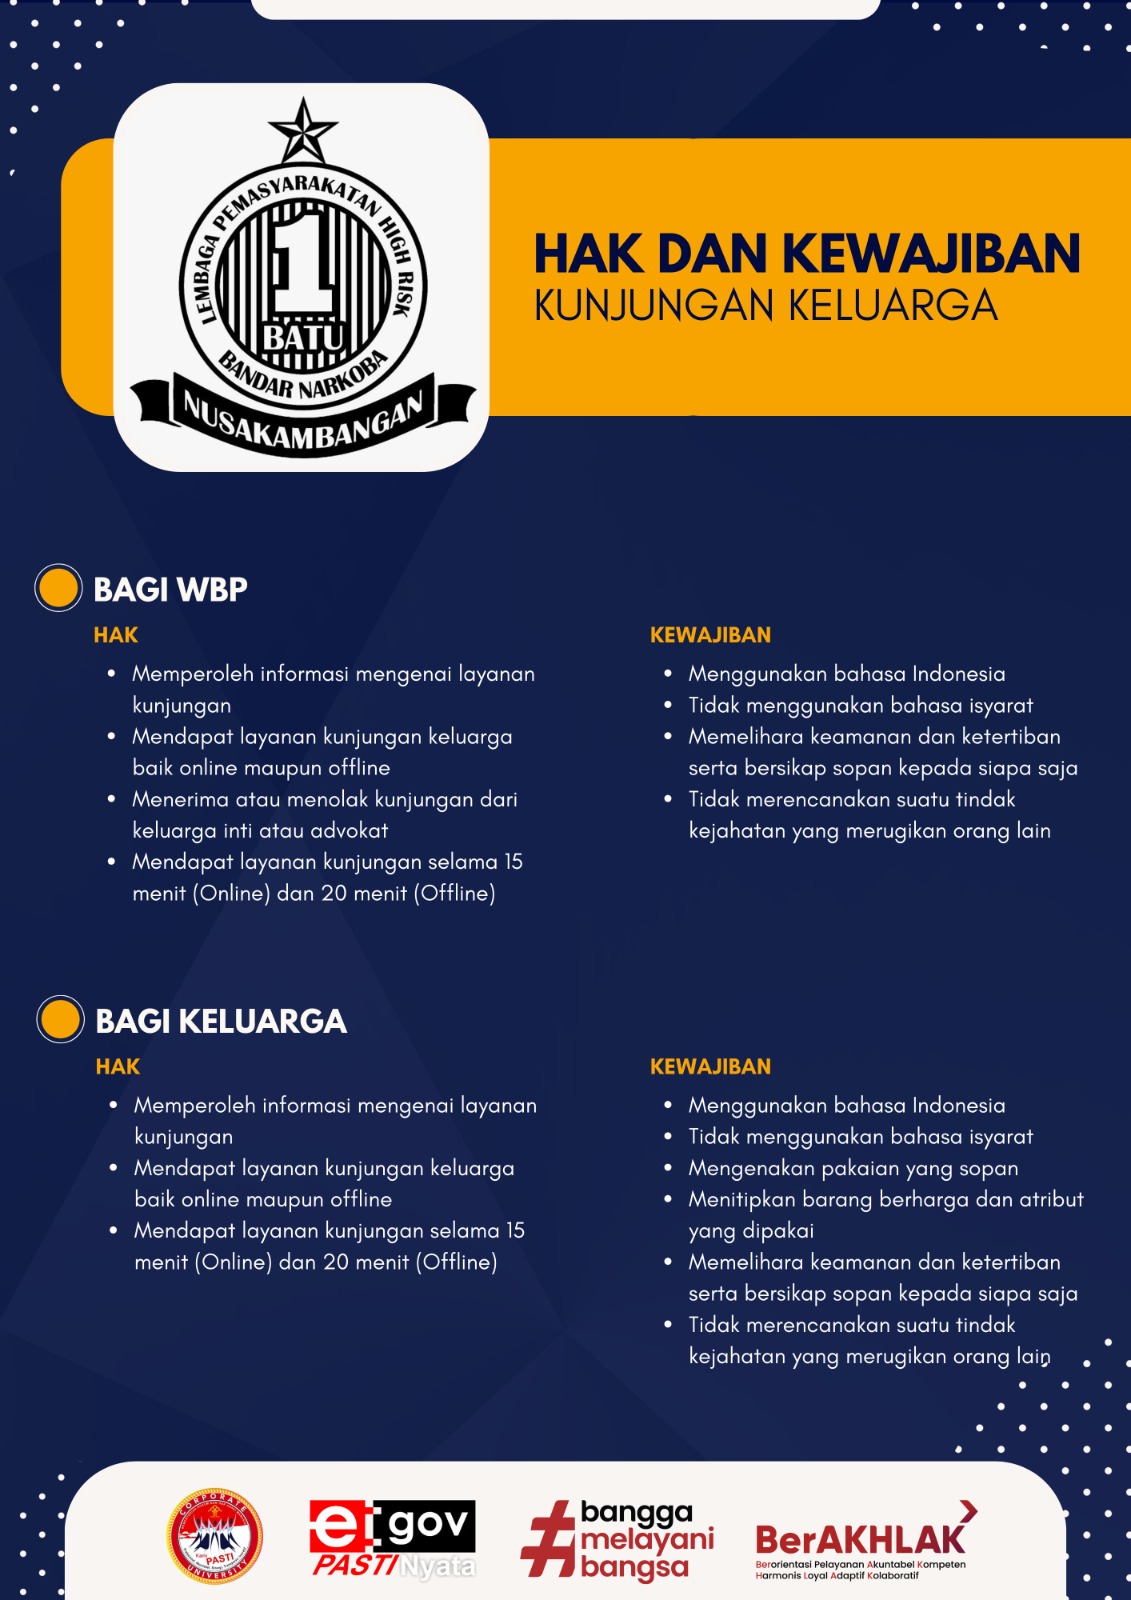 LEMBAGA PEMASYARAKATAN HIGH RISK
1
BATU
BANDAR NARKOBA
NUSAKAMBANGAN
HAK DAN KEWAJIBAN
KUNJUNGAN KELUARGA
BAGI WBP
HAK
• Memperoleh informasi mengenai layanan
kunjungan
• Mendapat layanan kunjungan keluarga
baik online maupun offline
• Menerima atau menolak kunjungan dari
keluarga inti atau advokat
• Mendapat layanan kunjungan selama 15
menit (Online) dan 20 menit (Offline)
KEWAJIBAN
• Menggunakan bahasa Indonesia
• Tidak menggunakan bahasa isyarat
• Memelihara keamanan dan ketertiban
serta bersikap sopan kepada siapa saja
• Tidak merencanakan suatu tindak
kejahatan yang merugikan orang lain
BAGI KELUARGA
HAK
• Memperoleh informasi mengenai layanan
kunjungan
• Mendapat layanan kunjungan keluarga
baik online maupun offline
• Mendapat layanan kunjungan selama 15
menit (Online) dan 20 menit (Offline)
KEWAJIBAN
• Menggunakan bahasa Indonesia
• Tidak menggunakan bahasa isyarat
• Mengenakan pakaian yang sopan
• Menitipkan barang berharga dan atribut
yang dipakai
• Memelihara keamanan dan ketertiban
serta bersikap sopan kepada siapa saja
• Tidak merencanakan suatu tindak
kejahatan yang merugikan orang lain
CORPORATE
Kami
PASTI
UNIVERSITY
e-gov
PASTI Nyata
#bangga
melayani
bangsa
BerAKHLAK
Berorientasi Pelayanan Akuntabel Kompeten
Harmonis Loyal Adaptif Kolaboratif